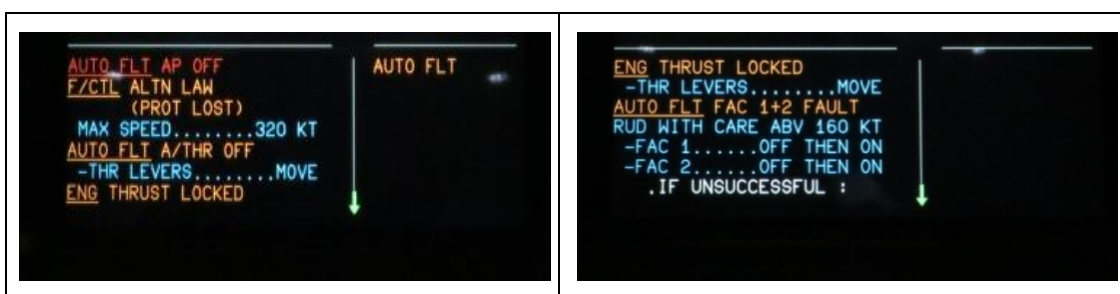 AUTO FLT AP OFF
F/CTL ALTN LAW
(PROT LOST)
MAX SPEED........320 KT
AUTO FLT A/THR OFF
-THR LEVERS........MOVE
ENG THRUST LOCKED
AUTO FLT
ENG THRUST LOCKED
-THR LEVERS........MOVE
AUTO FLT FAC 1+2 FAULT
RUD WITH CARE ABV 160 KT
-FAC 1......OFF THEN ON
-FAC 2......OFF THEN ON
.IF UNSUCCESSFUL :